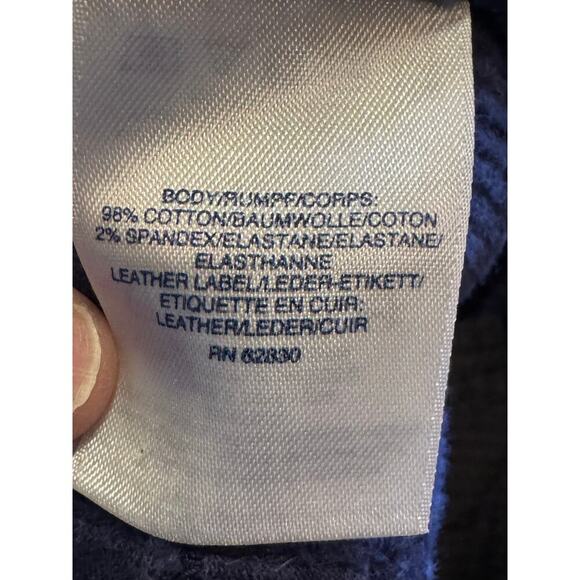 BODY/RUMPF/CORPS:
98% COTTON/BAUMWOLLE/COTON
2% SPANDEX/ELASTANE/ELASTANE/
ELASTHANNE
LEATHER LABEL/LEDER-ETIKETT/
ETIQUETTE EN CUIR:
LEATHER/LEDER/CUIR
RN 62830